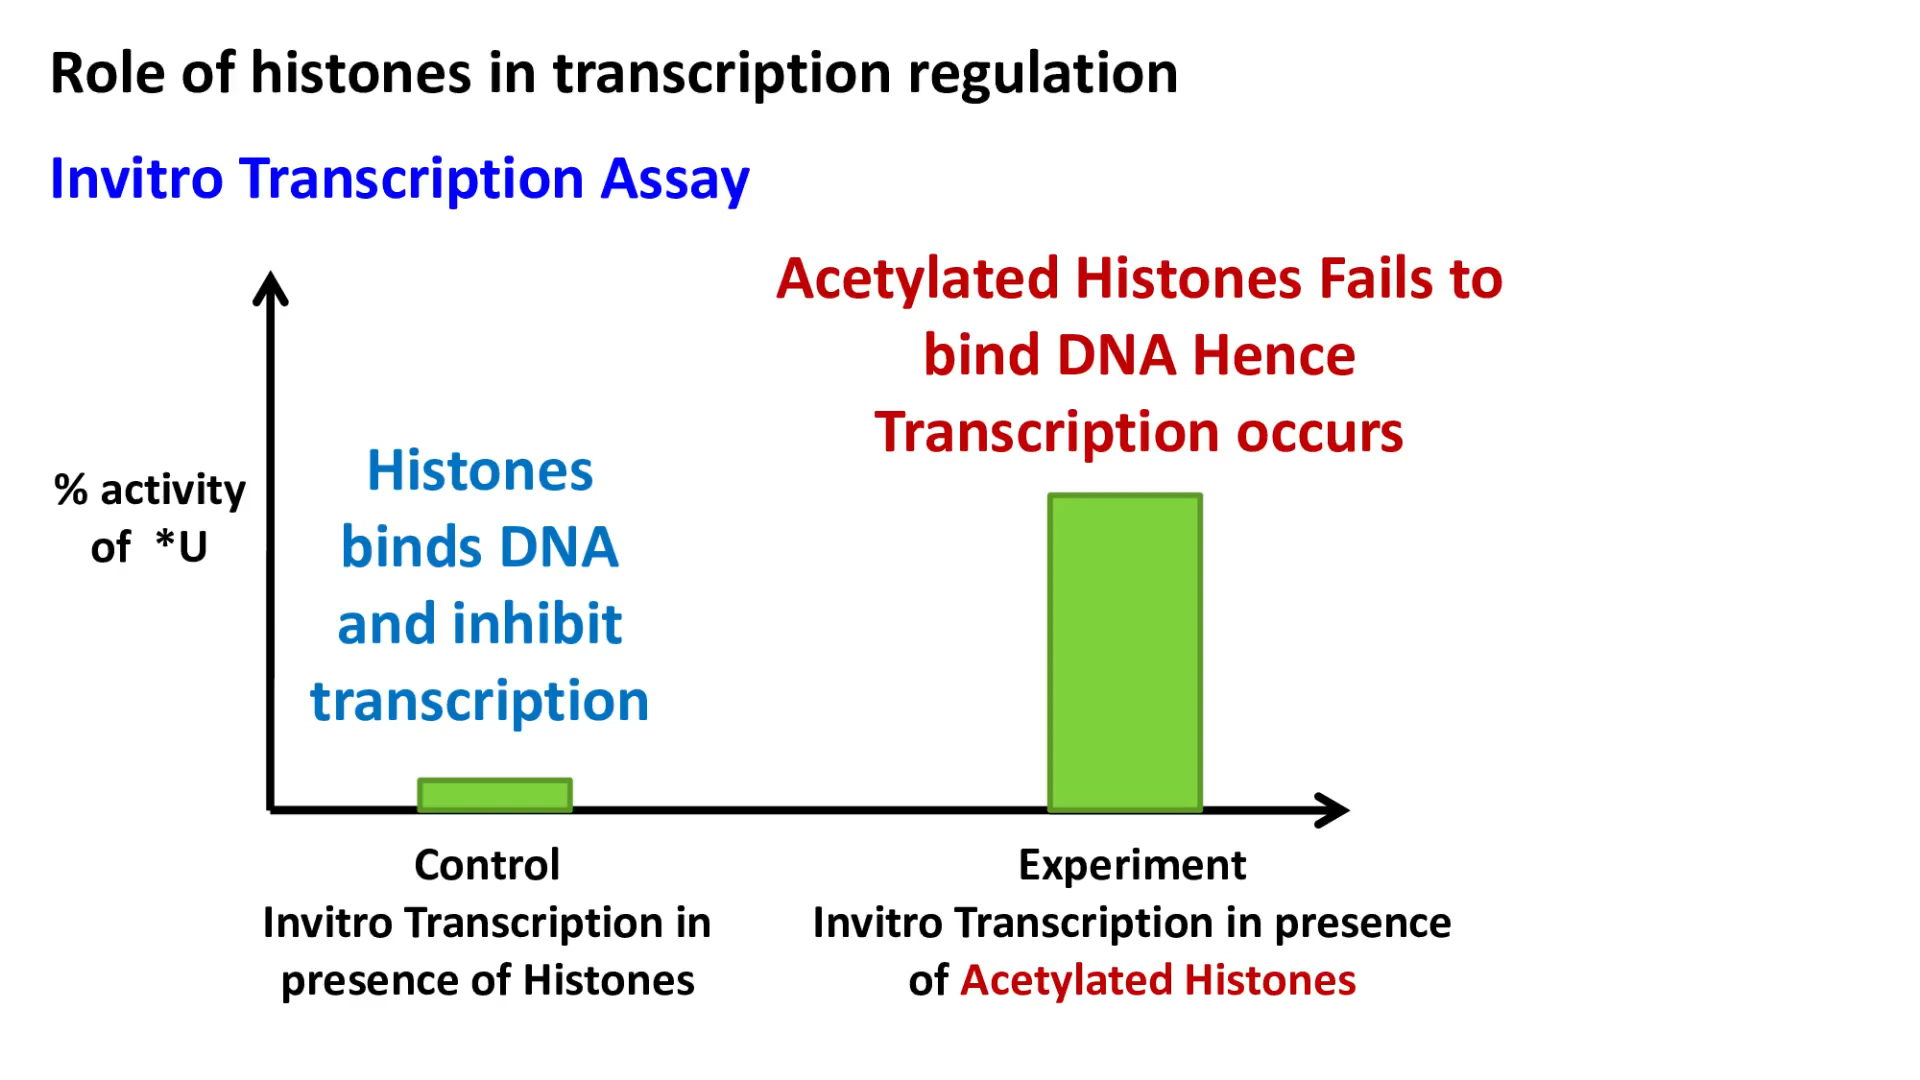 Role of histones in transcription regulation
Invitro Transcription Assay
Acetylated Histones Fails to
bind DNA Hence
Transcription occurs
Histones
binds DNA
and inhibit
transcription
% activity
of *U
Control
Invitro Transcription in
presence of Histones
Experiment
Invitro Transcription in presence
of Acetylated Histones